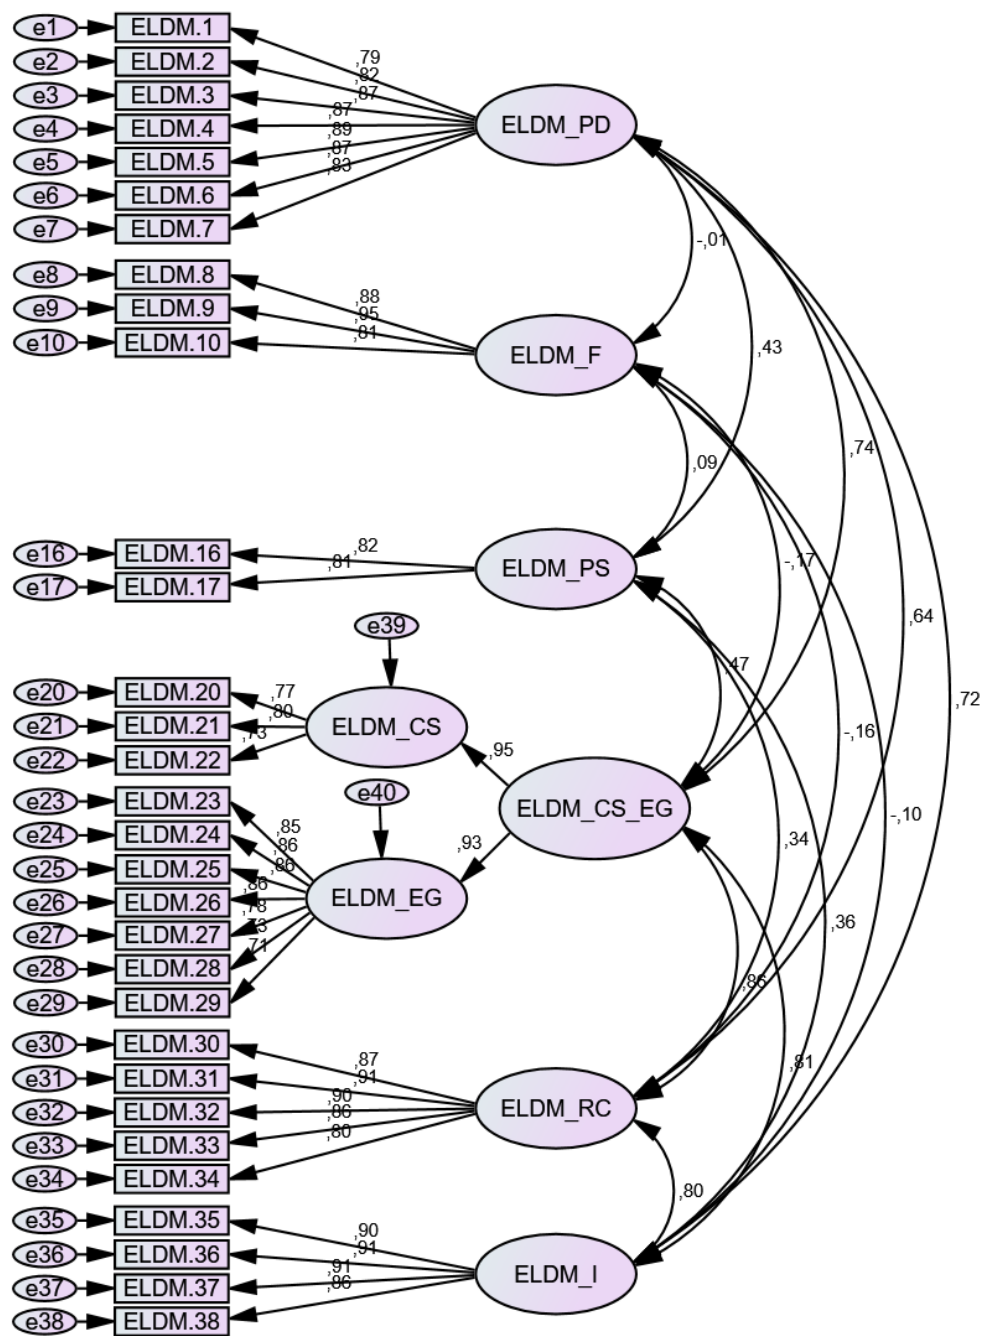 e1 ELDM.1
,79
e2 ELDM.2
,82
e3 ELDM.3
,87
e4 ELDM.4
,87
ELDM_PD
e5 ELDM.5
,89
e6 ELDM.6
,87
e7 ELDM.7
,83
-,01
e8 ELDM.8
,88
e9 ELDM.9
,95
e10 ELDM.10
,81
ELDM_F
,43
,74
,09
e16 ELDM.16
,82
e17 ELDM.17
,81
ELDM_PS
-,17
,64
e39
,47
e20 ELDM.20
,77
e21 ELDM.21
,80
e22 ELDM.22
,73
ELDM_CS
,72
-,16
,95
e40
e23 ELDM.23
,85
e24 ELDM.24
,86
e25 ELDM.25
,86
e26 ELDM.26
,86
e27 ELDM.27
,78
e28 ELDM.28
,73
e29 ELDM.29
,71
ELDM_EG
,93
ELDM_CS_EG
-,10
,34
,36
,86
e30 ELDM.30
,87
e31 ELDM.31
,91
e32 ELDM.32
,90
e33 ELDM.33
,86
e34 ELDM.34
,80
ELDM_RC
,81
,80
e35 ELDM.35
,90
e36 ELDM.36
,91
e37 ELDM.37
,91
e38 ELDM.38
,86
ELDM_I